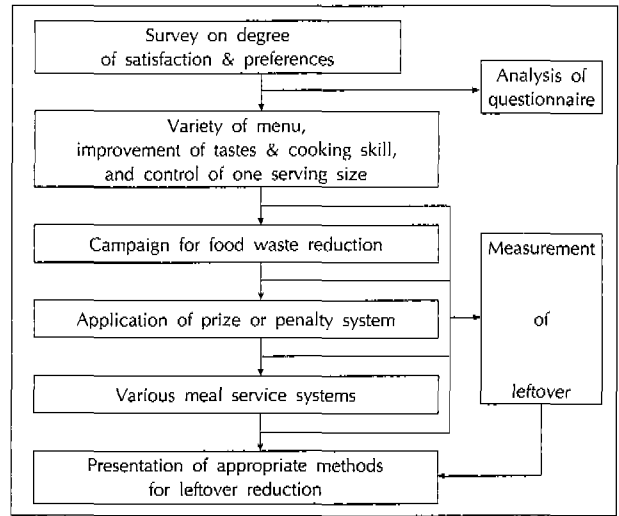 Survey on degree
of satisfaction & preferences
Analysis of
questionnaire
Variety of menu,
improvement of tastes & cooking skill,
and control of one serving size
Campaign for food waste reduction
Measurement
of
leftover
Application of prize or penalty system
Various meal service systems
Presentation of appropriate methods
for leftover reduction